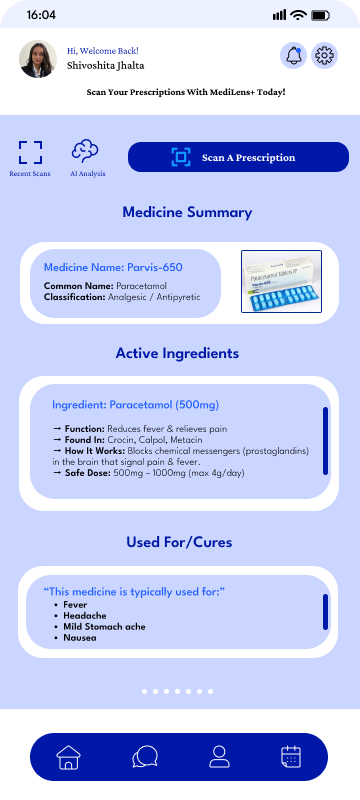 16:04
Hi, Welcome Back!
Shivoshita Jhalta
Scan Your Prescriptions With MediLens+ Today!
Recent Scans
AI Analysis
Scan A Prescription
Medicine Summary
Medicine Name: Parvis-650
Common Name: Paracetamol
Classification: Analgesic / Antipyretic
Paracetamol Tablets IP
Parvis-650
Active Ingredients
Ingredient: Paracetamol (500mg)
→ Function: Reduces fever & relieves pain
→ Found In: Crocin, Calpol, Metacin
→ How It Works: Blocks chemical messengers (prostaglandins)
in the brain that signal pain & fever.
→ Safe Dose: 500mg – 1000mg (max 4g/day)
Used For/Cures
“This medicine is typically used for:”
• Fever
• Headache
• Mild Stomach ache
• Nausea